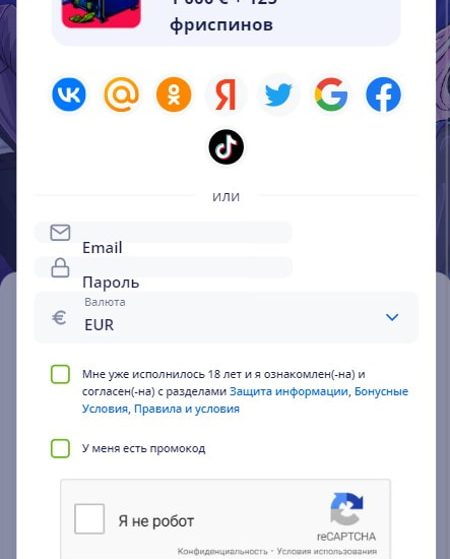 фриспинов
ИЛИ
Email
Пароль
Валюта
€ EUR
Мне уже исполнилось 18 лет и я ознакомлен(-на) и
согласен(-на) с разделами Защита информации, Бонусные
Условия, Правила и условия
У меня есть промокод
Я не робот
reCAPTCHA
Конфиденциальность - Условия использования